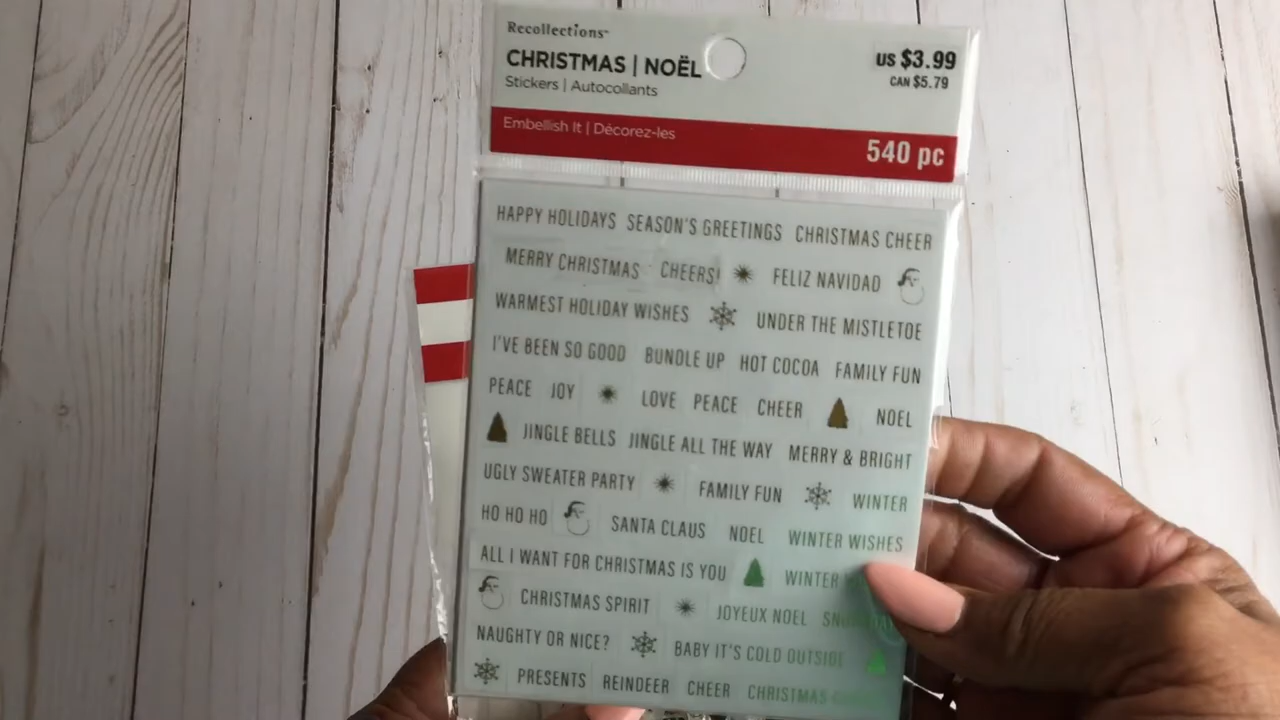 Recollections™
CHRISTMAS | NOËL
Stickers | Autocollants
US $3.99
CAN $5.79
Embellish It | Décorez-les
540 pc
HAPPY HOLIDAYS SEASON'S GREETINGS CHRISTMAS CHEER
MERRY CHRISTMAS CHEERS! FELIZ NAVIDAD
WARMEST HOLIDAY WISHES UNDER THE MISTLETOE
I'VE BEEN SO GOOD BUNDLE UP HOT COCOA FAMILY FUN
PEACE JOY LOVE PEACE CHEER NOEL
JINGLE BELLS JINGLE ALL THE WAY MERRY & BRIGHT
UGLY SWEATER PARTY FAMILY FUN WINTER
HO HO HO SANTA CLAUS NOEL WINTER WISHES
ALL I WANT FOR CHRISTMAS IS YOU WINTER
CHRISTMAS SPIRIT JOYEUX NOEL
NAUGHTY OR NICE? BABY IT'S COLD OUTSIDE
PRESENTS REINDEER CHEER CHRISTMAS